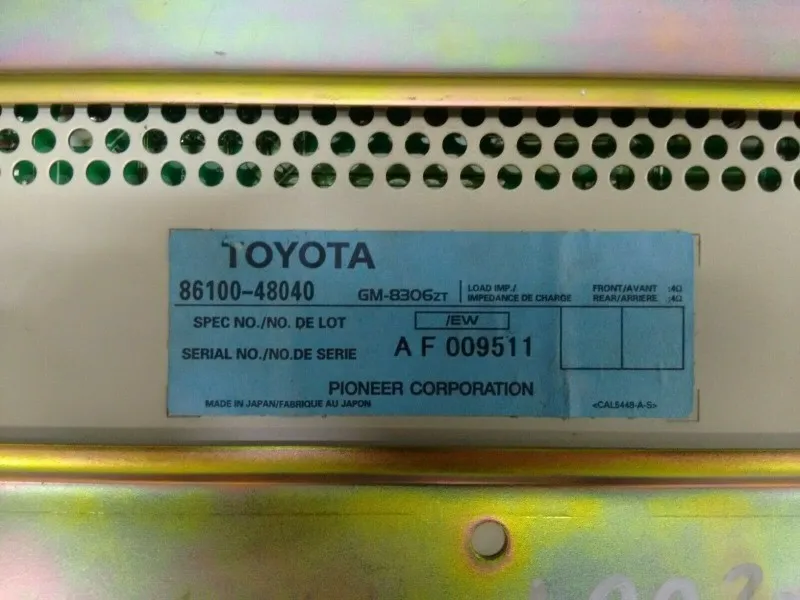 TOYOTA
86100-48040 GM-8306ZT LOAD IMP./ FRONT/AVANT :4Ω
IMPEDANCE DE CHARGE REAR/ARRIERE :4Ω
SPEC NO./NO. DE LOT /EW
SERIAL NO./NO.DE SERIE A F 009511
PIONEER CORPORATION
MADE IN JAPAN/FABRIQUE AU JAPON <CAL5448-A-S>